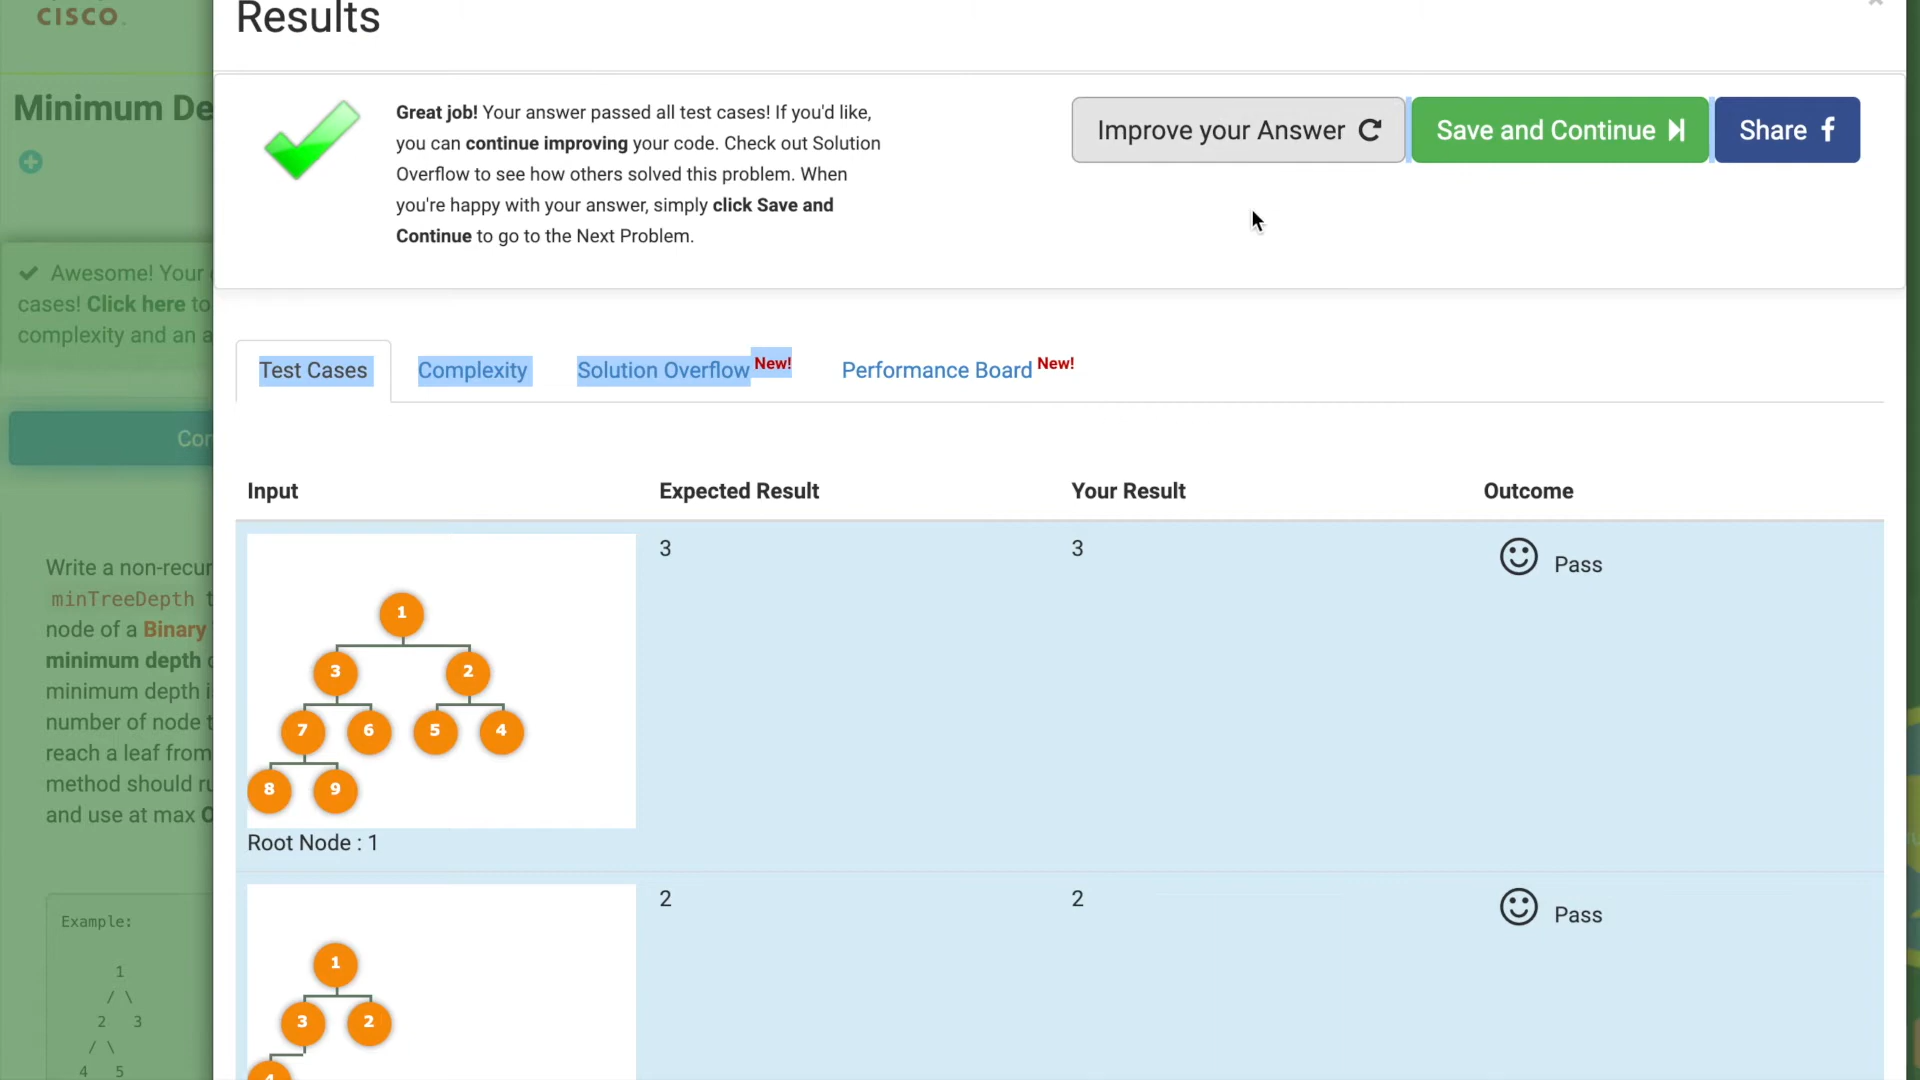 CISCO
Results
Minimum De
Great job! Your answer passed all test cases! If you'd like,
you can continue improving your code. Check out Solution
Overflow to see how others solved this problem. When
you're happy with your answer, simply click Save and
Continue to go to the Next Problem.
Improve your Answer
Save and Continue
Share f
Awesome! Your
cases! Click here to
complexity and an a
Test Cases
Complexity
Solution Overflow New!
Performance Board New!
Cor
Input
Expected Result
Your Result
Outcome
Write a non-recur
minTreeDepth t
node of a Binary
minimum depth o
minimum depth i
number of node t
reach a leaf from
method should ru
and use at max O
3
3
Pass
1
3 2
7 6 5 4
8 9
Root Node : 1
2
2
Pass
1
3 2
4
Example:
1
/ \
2 3
/ \
4 5